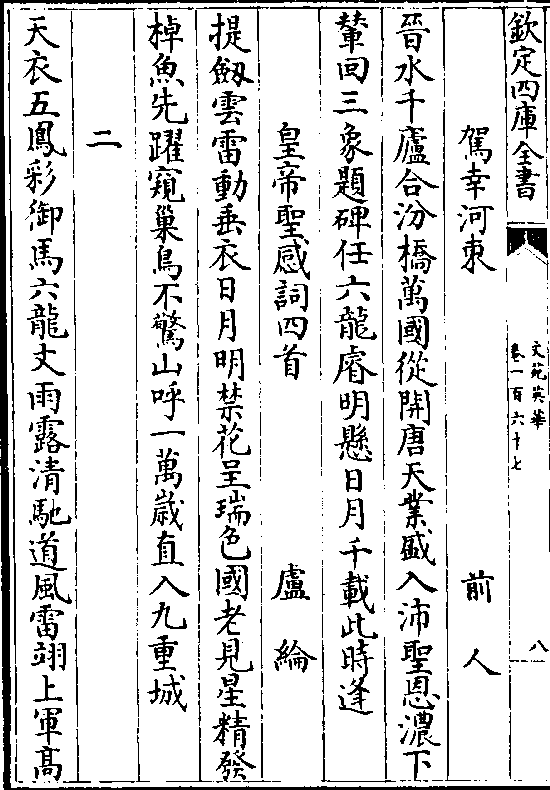 欽定四庫全書
文苑英華
卷一百六十七
八
駕幸河東 前人
晉水千廬合汾橋萬國從開唐天業盛入沛聖恩濃下
輦回三象題碑任六龍睿明懸日月千載此時逢
皇帝聖感詞四首 盧綸
提劔雲雷動垂衣日月明禁花呈瑞色國老見星精發
棹魚先躍窺巢鳥不驚山呼一萬歲直入九重城
二
天衣五鳳彩御馬六龍文雨露清馳道風雷翊上軍髙